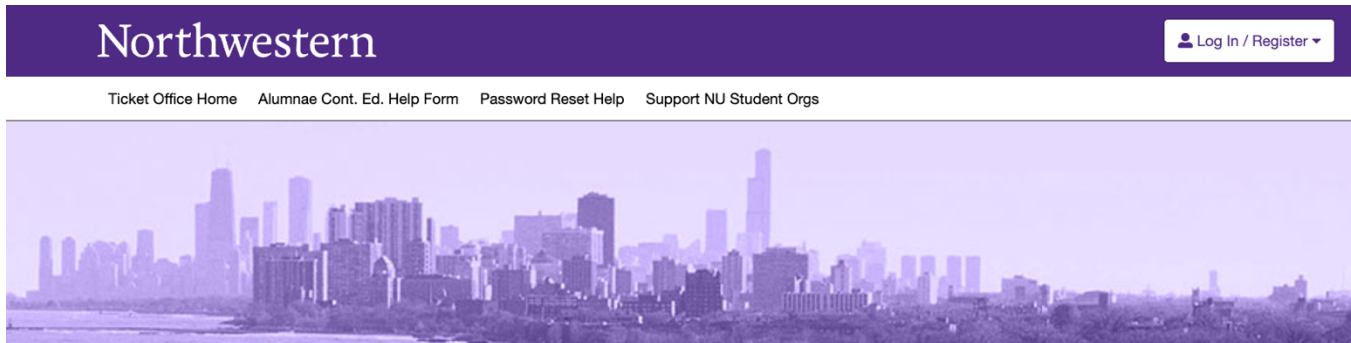 Northwestern
Log In / Register
Ticket Office Home Alumnae Cont. Ed. Help Form Password Reset Help Support NU Student Orgs